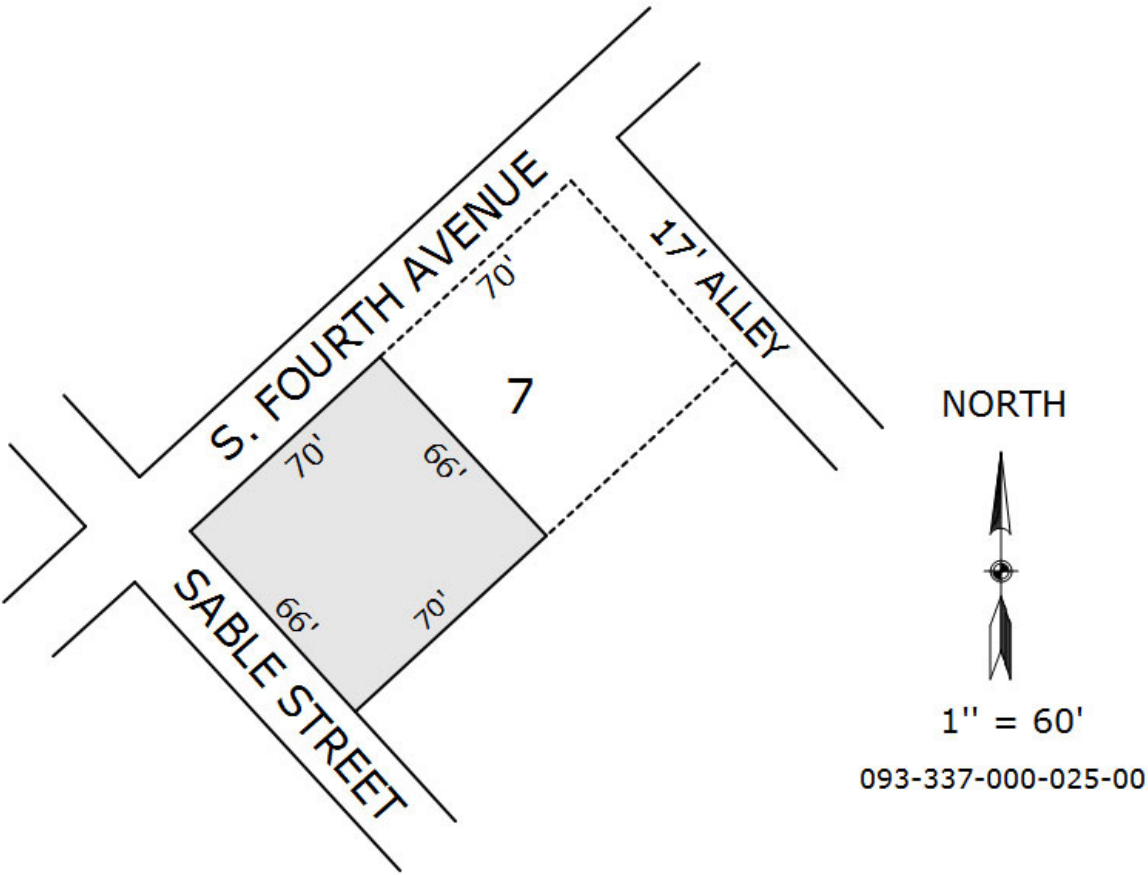 S. FOURTH AVENUE
17' ALLEY
70'
7
70'
66'
66'
70'
SABLE STREET
NORTH
1" = 60'
093-337-000-025-00